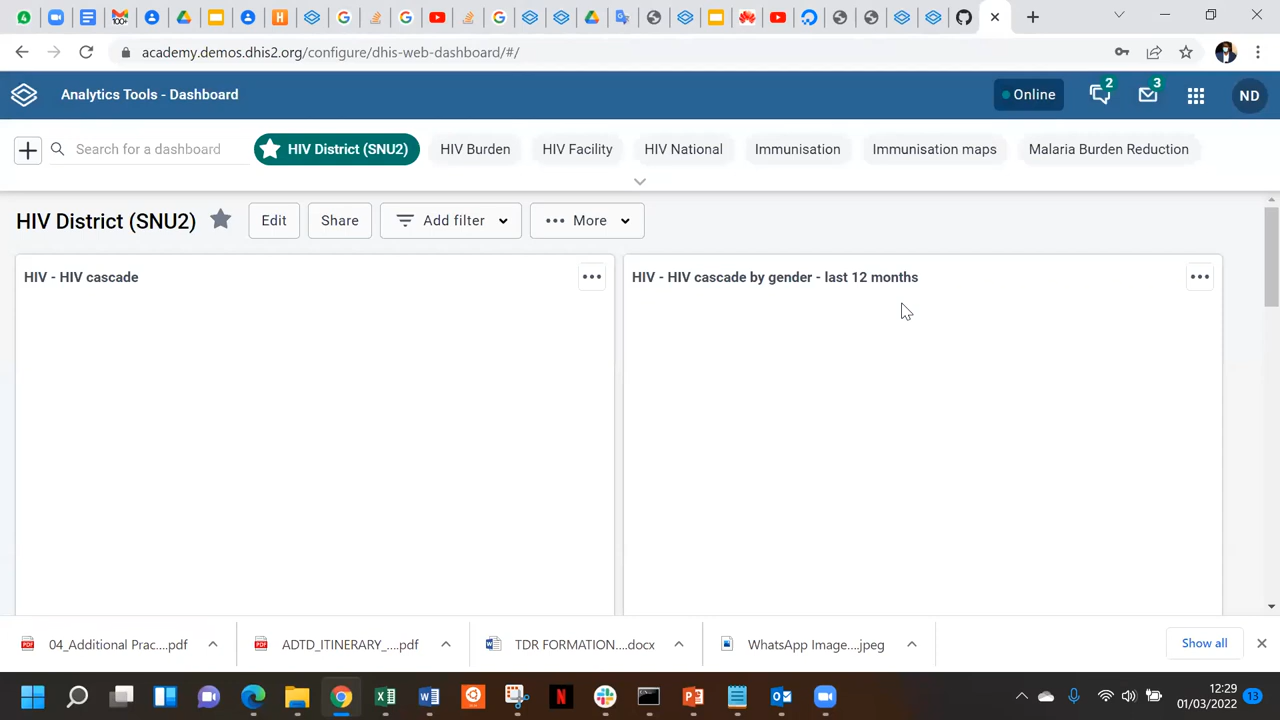 4
100
H
academy.demos.dhis2.org/configure/dhis-web-dashboard/#/
Analytics Tools - Dashboard
Online
2
3
ND
Search for a dashboard
HIV District (SNU2)
HIV Burden
HIV Facility
HIV National
Immunisation
Immunisation maps
Malaria Burden Reduction
HIV District (SNU2)
Edit
Share
Add filter
More
HIV - HIV cascade
HIV - HIV cascade by gender - last 12 months
04_Additional Prac....pdf
ADTD_ITINERARY_....pdf
TDR FORMATION....docx
WhatsApp Image....jpeg
Show all
12:29
01/03/2022
13